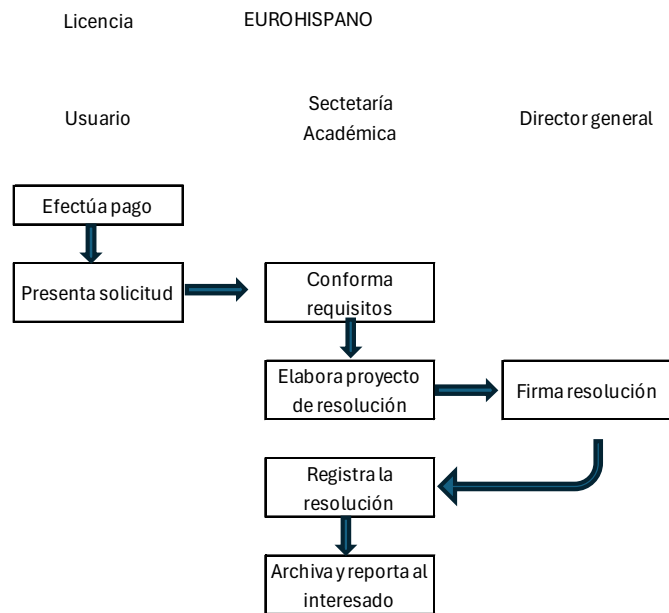 Licencia EUROHISPANO
Usuario
Sectetaría
Académica
Director general
Efectúa pago
Presenta solicitud
Conforma
requisitos
Elabora proyecto
de resolución
Firma resolución
Registra la
resolución
Archiva y reporta al
interesado